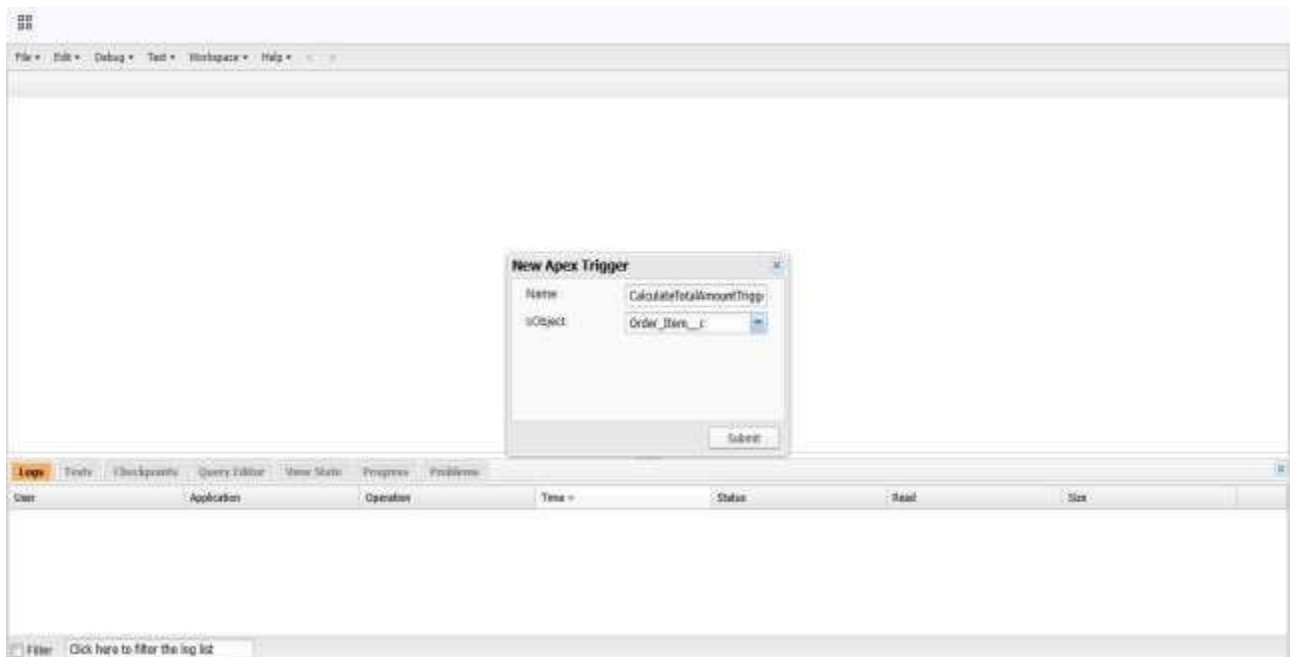 File Edit Debug Test Workspace Help < >
New Apex Trigger
Name CalculateTotalAmountTrigg
sObject Order_Item__c
Submit
Logs Tests Checkpoints Query Editor View State Progress Problems
User Application Operation Time Status Read Size
Filter Click here to filter the log list